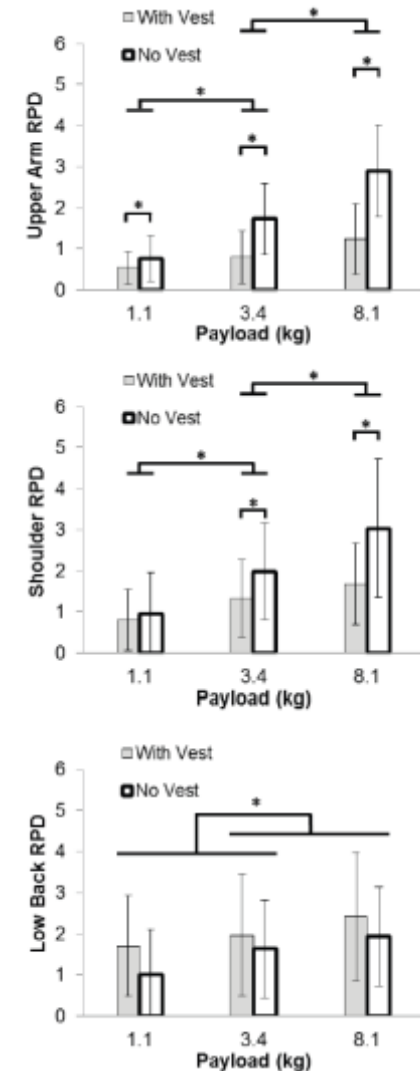 With Vest
No Vest
Upper Arm RPD
6
5
4
3
2
1
0
*
*
*
*
*
1.1 3.4 8.1
Payload (kg)
With Vest
No Vest
Shoulder RPD
6
5
4
3
2
1
0
*
*
*
*
1.1 3.4 8.1
Payload (kg)
With Vest
No Vest
Low Back RPD
6
5
4
3
2
1
0
*
1.1 3.4 8.1
Payload (kg)